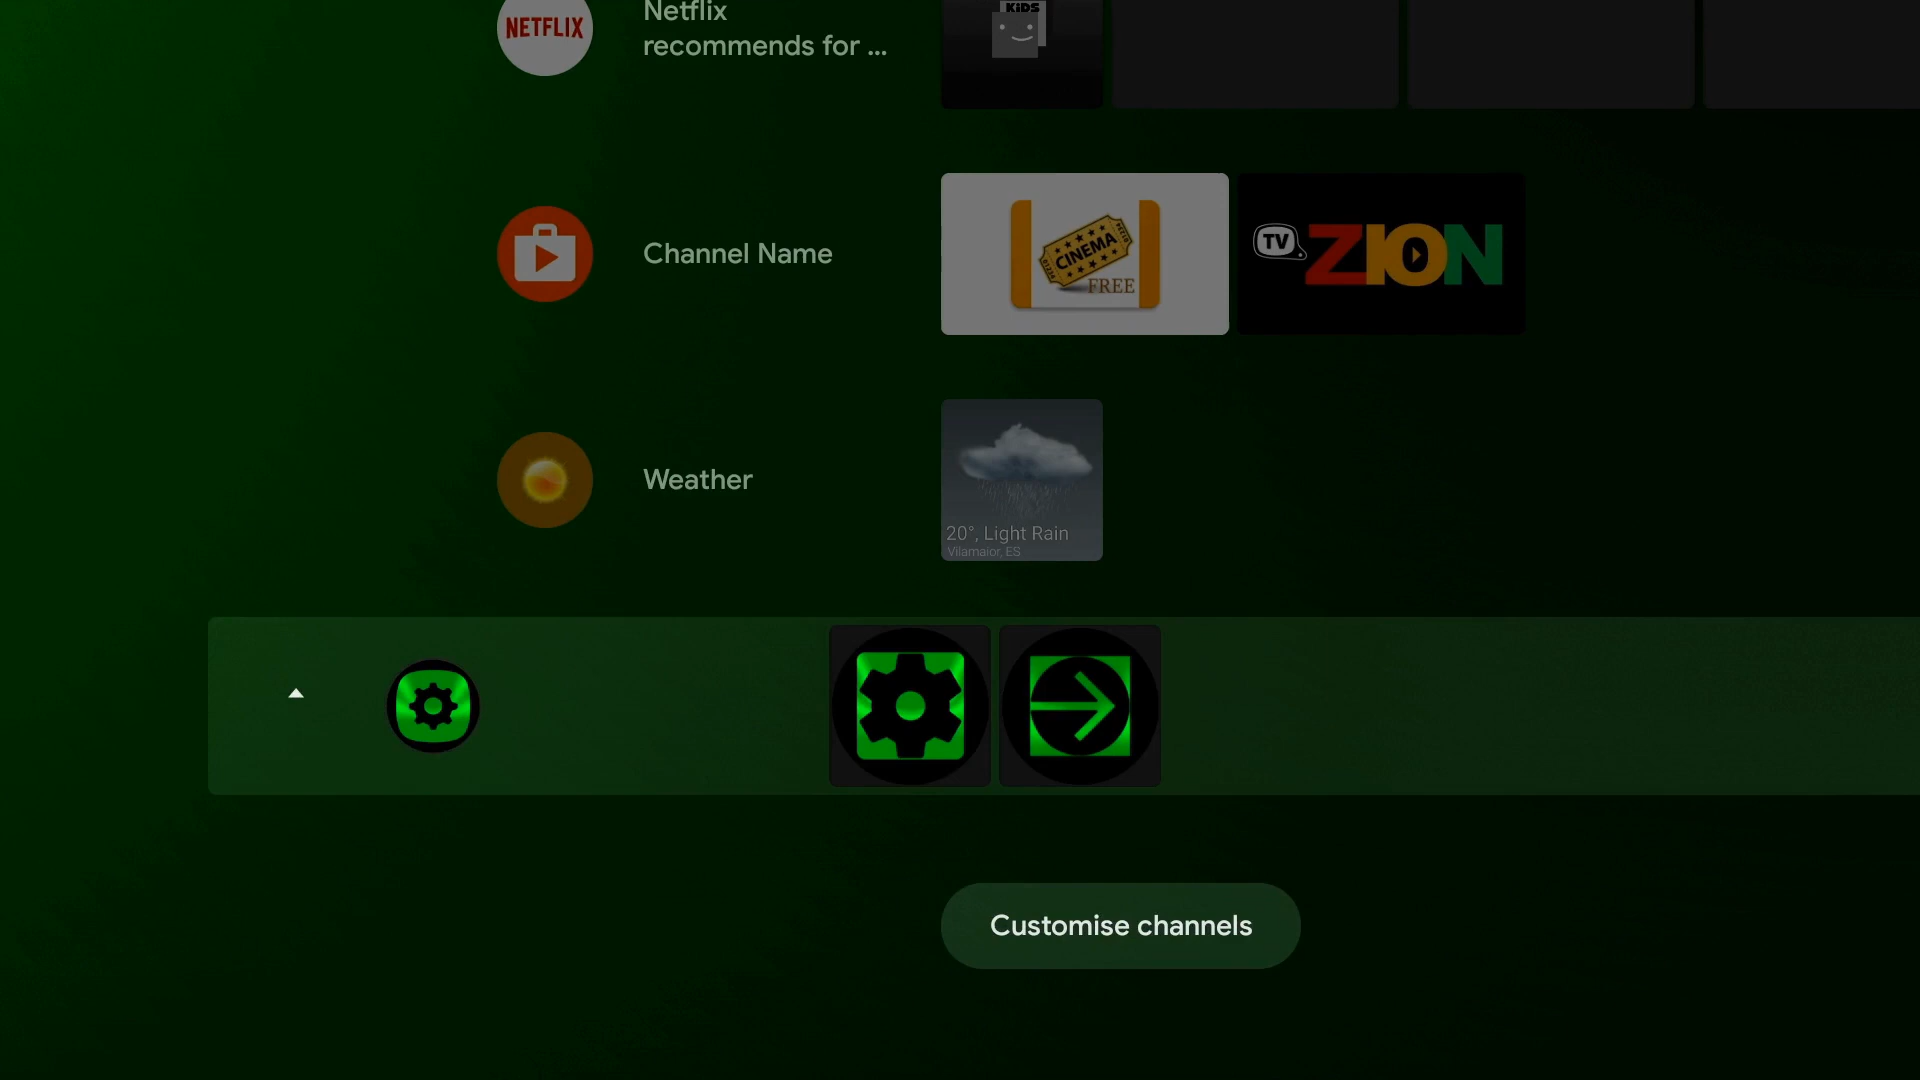 NETFLIX
Netflix
recommends for ...
KiDS
Channel Name
CINEMA
FREE
TV ZION
Weather
20°, Light Rain
Vilamaior, ES
Customise channels